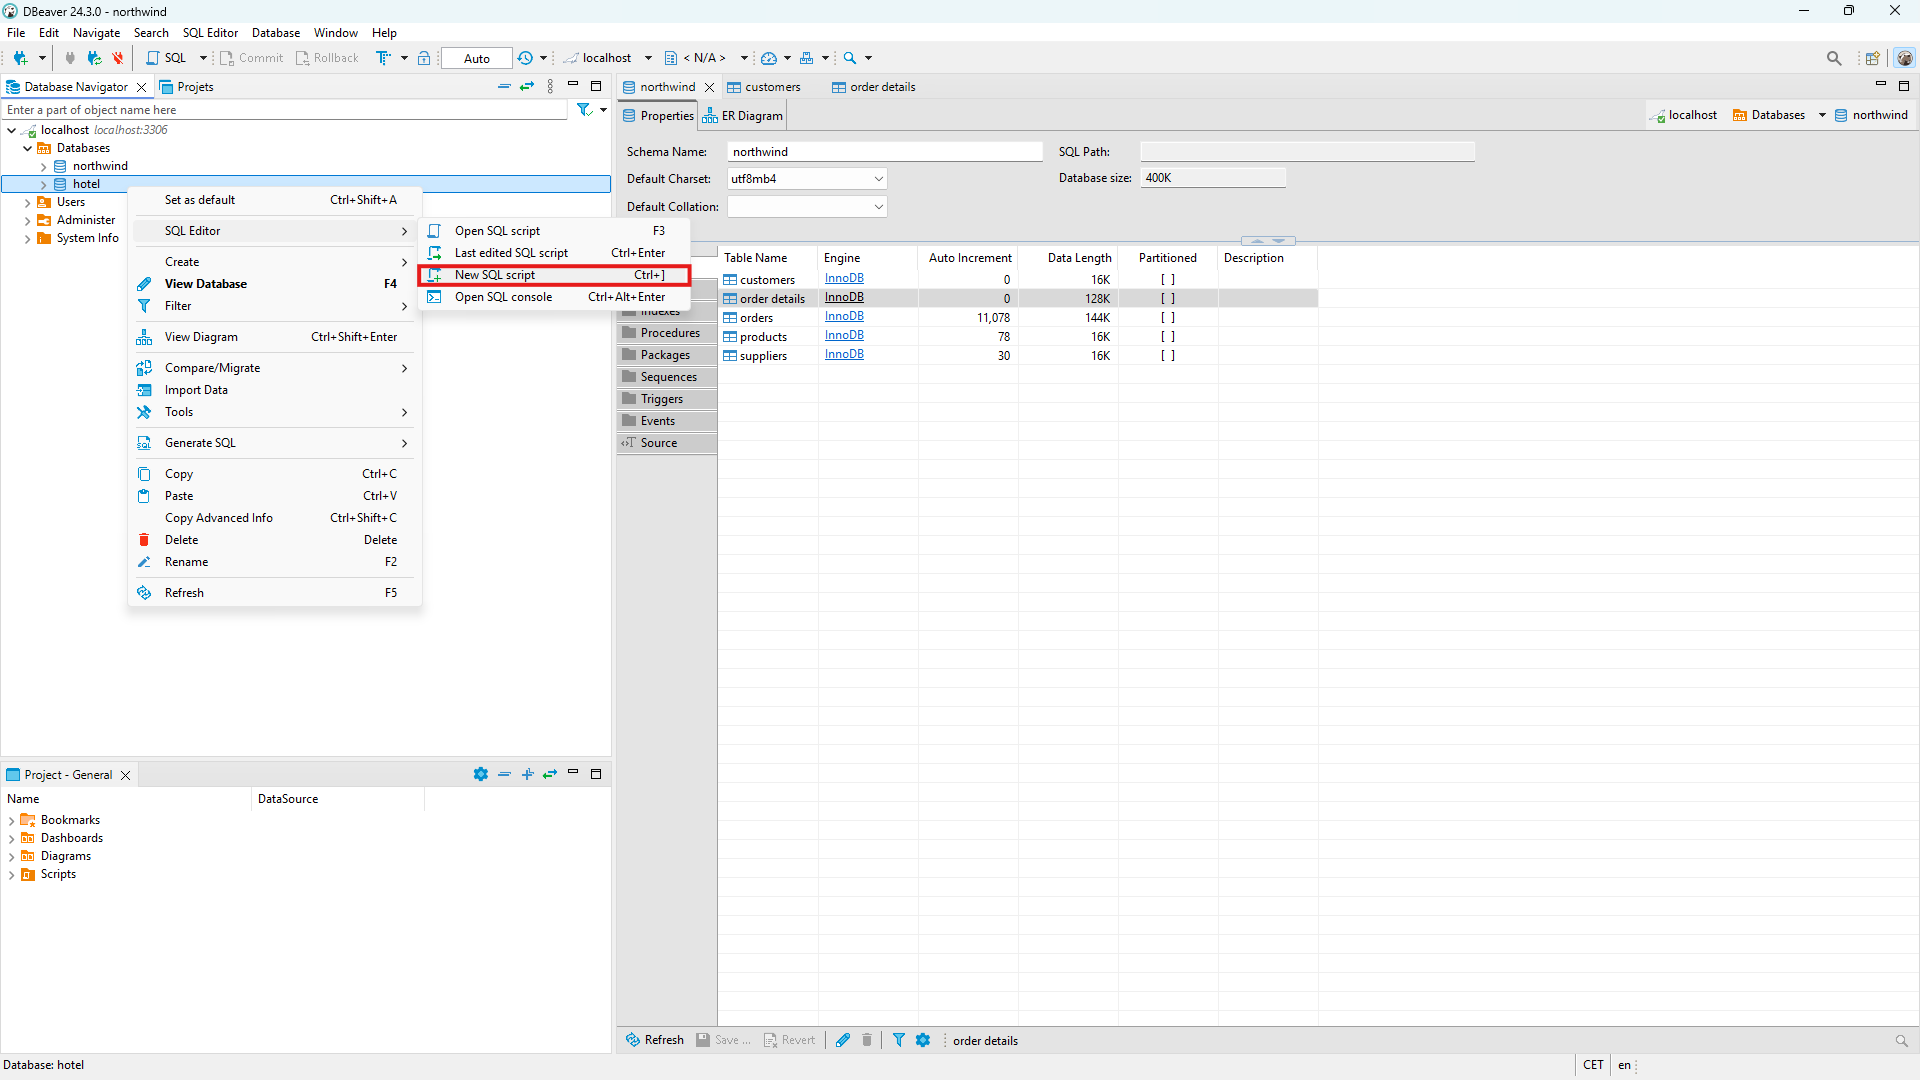 DBeaver 24.3.0 - northwind
File Edit Navigate Search SQL Editor Database Window Help
SQL Commit Rollback Auto localhost < N/A >
Database Navigator Projets
Enter a part of object name here
localhost localhost:3306
Databases
northwind
hotel
Users
Administer
System Info
Set as default Ctrl+Shift+A
SQL Editor
Create
View Database F4
Filter
View Diagram Ctrl+Shift+Enter
Compare/Migrate
Import Data
Tools
Generate SQL
Copy Ctrl+C
Paste Ctrl+V
Copy Advanced Info Ctrl+Shift+C
Delete Delete
Rename F2
Refresh F5
Open SQL script F3
Last edited SQL script Ctrl+Enter
New SQL script Ctrl+]
Open SQL console Ctrl+Alt+Enter
northwind customers order details
Properties ER Diagram localhost Databases northwind
Schema Name: northwind SQL Path:
Default Charset: utf8mb4 Database size: 400K
Default Collation:
Indexes
Procedures
Packages
Sequences
Triggers
Events
Source
Table Name Engine Auto Increment Data Length Partitioned Description
customers InnoDB 0 16K [ ]
order details InnoDB 0 128K [ ]
orders InnoDB 11,078 144K [ ]
products InnoDB 78 16K [ ]
suppliers InnoDB 30 16K [ ]
Project - General
Name DataSource
Bookmarks
Dashboards
Diagrams
Scripts
Refresh Save ... Revert order details
Database: hotel CET en